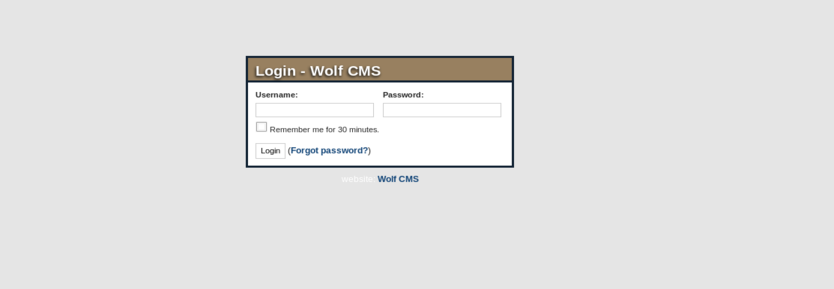 Login - Wolf CMS
Username: Password:
Remember me for 30 minutes.
Login (Forgot password?)
website: Wolf CMS